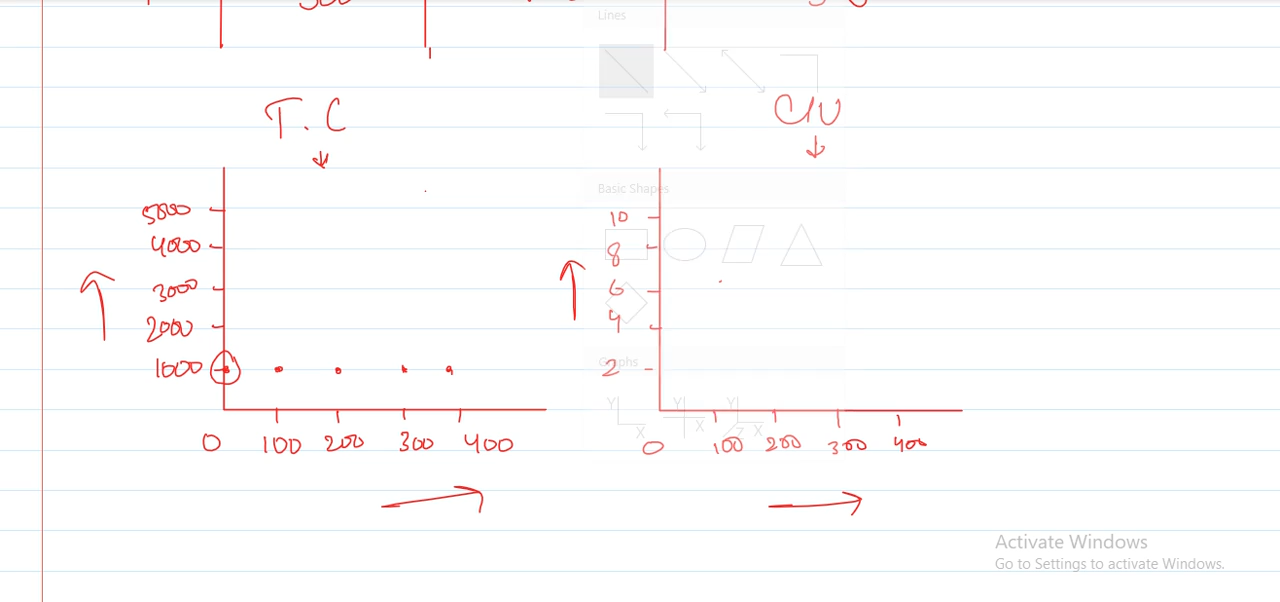 Lines
T.C
C/U
Basic Shapes
5000
4000
3000
2000
1000
0 100 200 300 400
10
8
6
4
Graphs
2
Y Y Y
X X Z X
0 100 200 300 400
Activate Windows
Go to Settings to activate Windows.